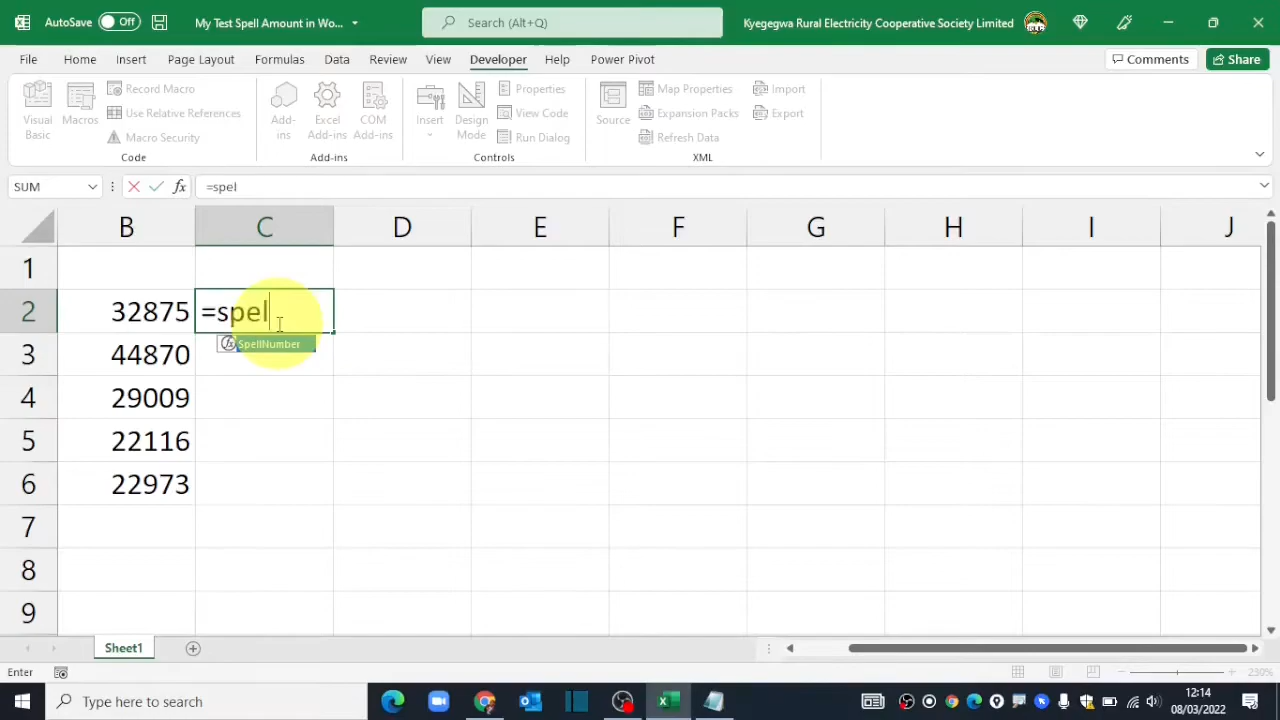 AutoSave Off My Test Spell Amount in Wo... Search (Alt+Q) Kyegegwa Rural Electricity Cooperative Society Limited
File Home Insert Page Layout Formulas Data Review View Developer Help Power Pivot Comments Share
Visual Basic
Macros
Record Macro
Use Relative References
Macro Security
Code
Add-ins
Excel Add-ins
COM Add-ins
Add-ins
Insert
Design Mode
Properties
View Code
Run Dialog
Controls
Source
Map Properties
Expansion Packs
Refresh Data
Import
Export
XML
SUM fx =spel
B C D E F G H I J
1
2 32875 =spel
SpellNumber
3 44870
4 29009
5 22116
6 22973
7
8
9
Sheet1
Enter 230%
Type here to search 12:14
08/03/2022